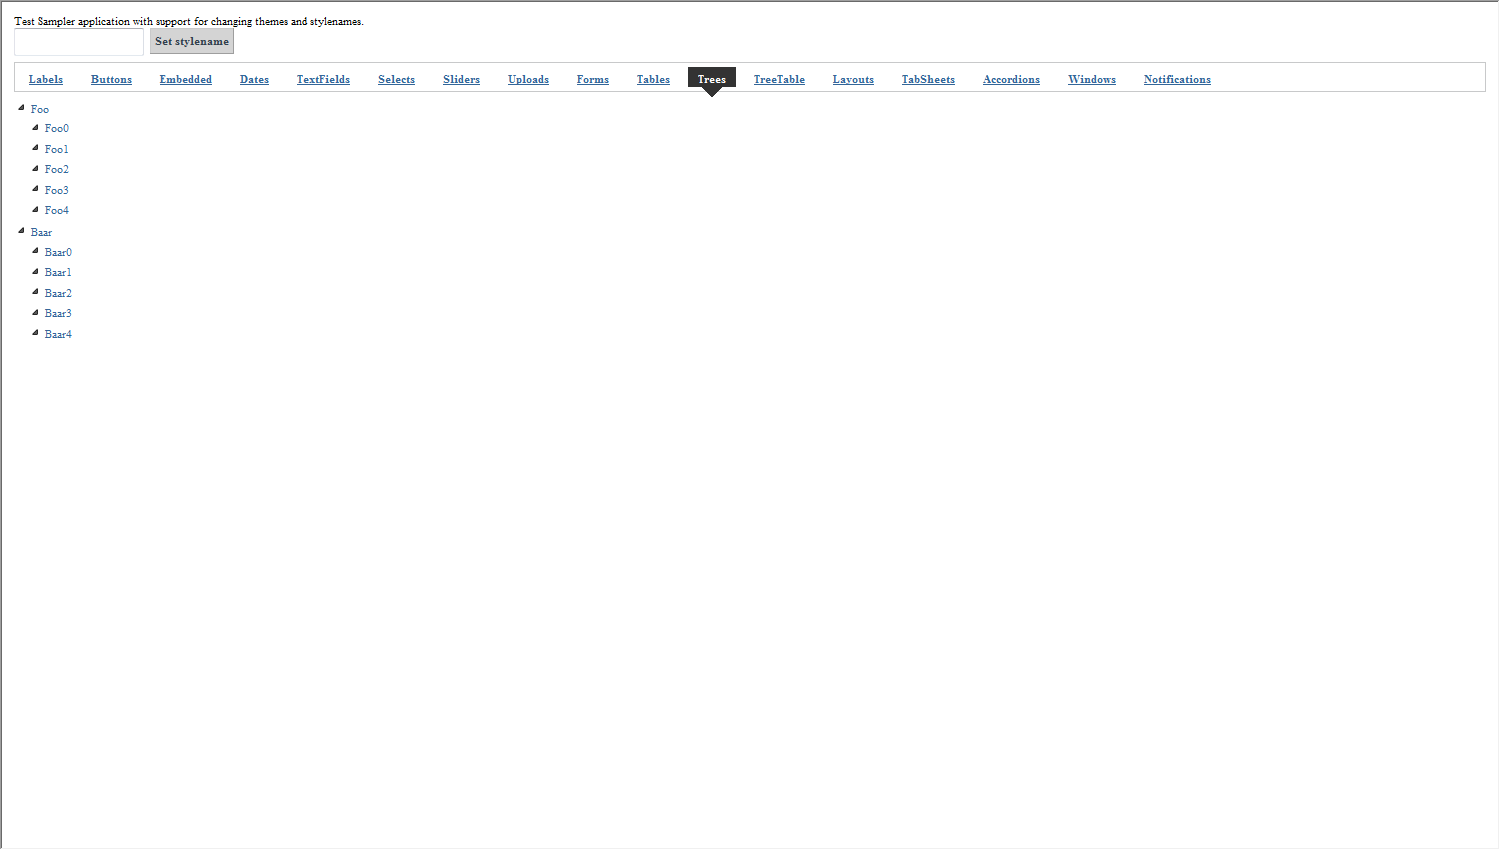 Test Sampler application with support for changing themes and stylenames.
Set stylename
Labels Buttons Embedded Dates TextFields Selects Sliders Uploads Forms Tables Trees TreeTable Layouts TabSheets Accordions Windows Notifications
Foo
Foo0
Foo1
Foo2
Foo3
Foo4
Baar
Baar0
Baar1
Baar2
Baar3
Baar4